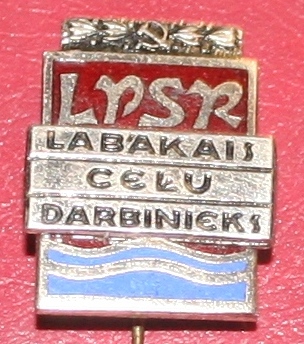 LPSR
LABĀKAIS
CEĻU
DARBINIEKS